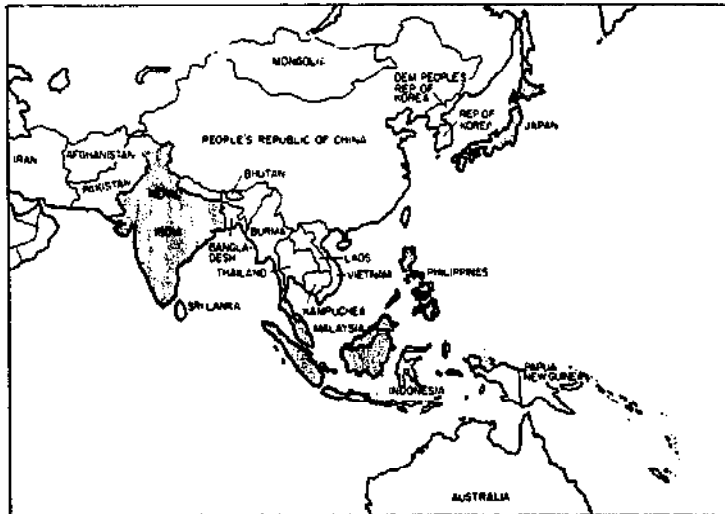 MONGOLIE
DEM PEOPLE'S
REP OF
KOREA
REP OF
KOREA
JAPAN
PEOPLE'S REPUBLIC OF CHINA
IRAN
AFGHANISTAN
PAKISTAN
BHUTAN
INDIA
BURMA
BANGLA-
DESH
LAOS
THAILAND
VIETNAM
PHILIPPINES
SRI LANKA
KAMPUCHEA
MALAYSIA
PAPUA
NEW GUINEA
INDONESIA
AUSTRALIA